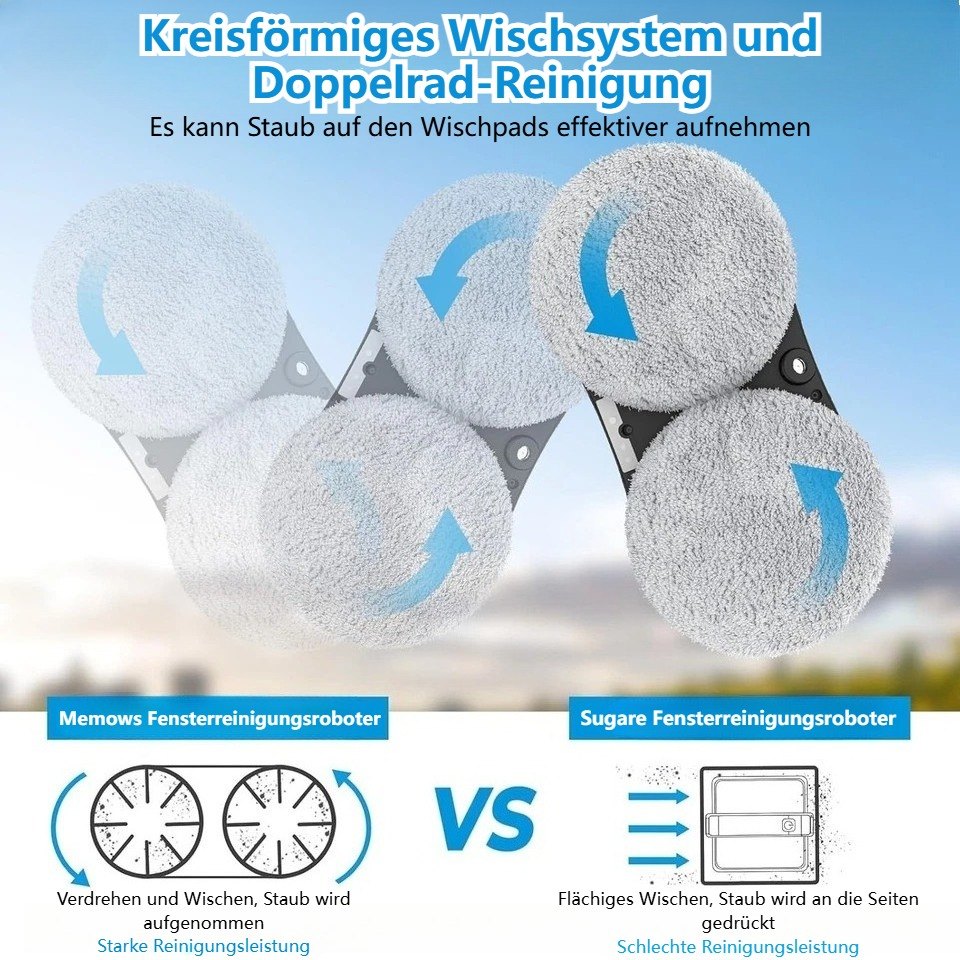 Kreisförmiges Wischsystem und
Doppelrad-Reinigung
Es kann Staub auf den Wischpads effektiver aufnehmen
Memows Fensterreinigungsroboter
Sugare Fensterreinigungsroboter
VS
Verdrehen und Wischen, Staub wird
aufgenommen
Starke Reinigungsleistung
Flächiges Wischen, Staub wird an die Seiten
gedrückt
Schlechte Reinigungsleistung